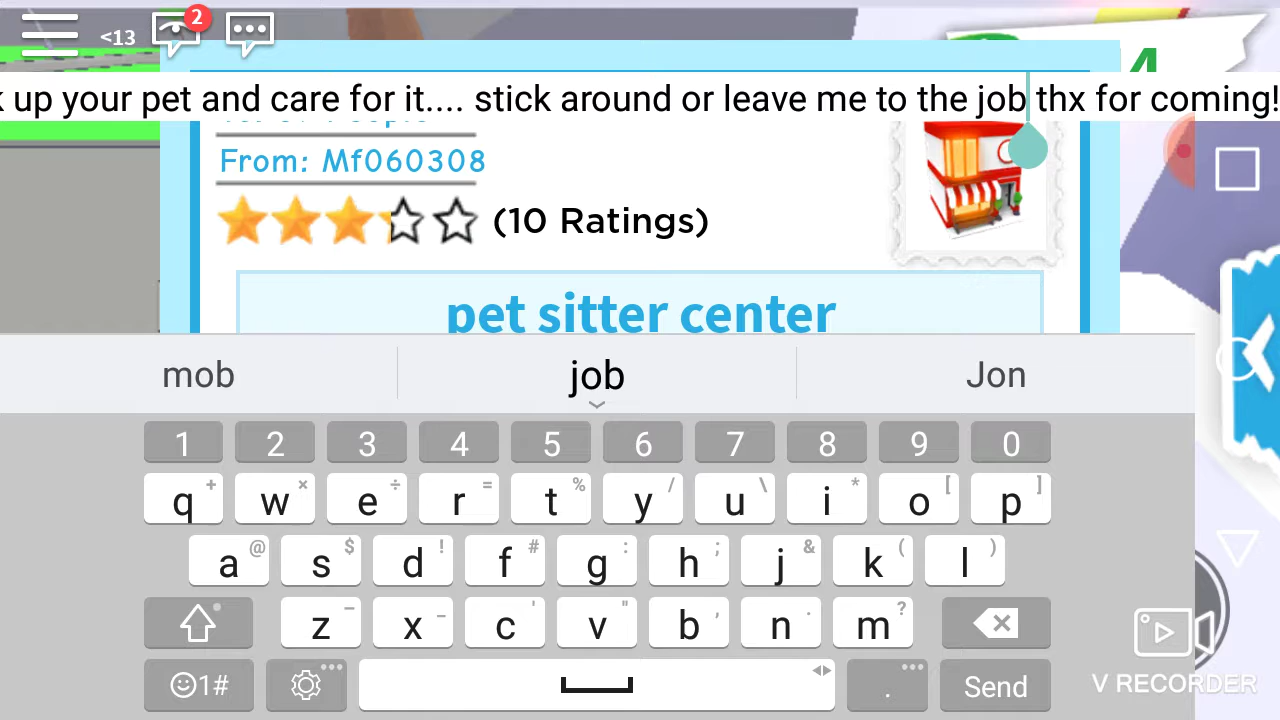 <13
2
4
k up your pet and care for it.... stick around or leave me to the job thx for coming!
From: Mf060308
(10 Ratings)
pet sitter center
mob job Jon
1 2 3 4 5 6 7 8 9 0
q + w × e ÷ r = t % y / u \ i * o [ p ]
a @ s $ d ! f # g : h ; j & k ( l )
z – x - c ' v " b , n . m ?
☺1# . Send
V RECORDER